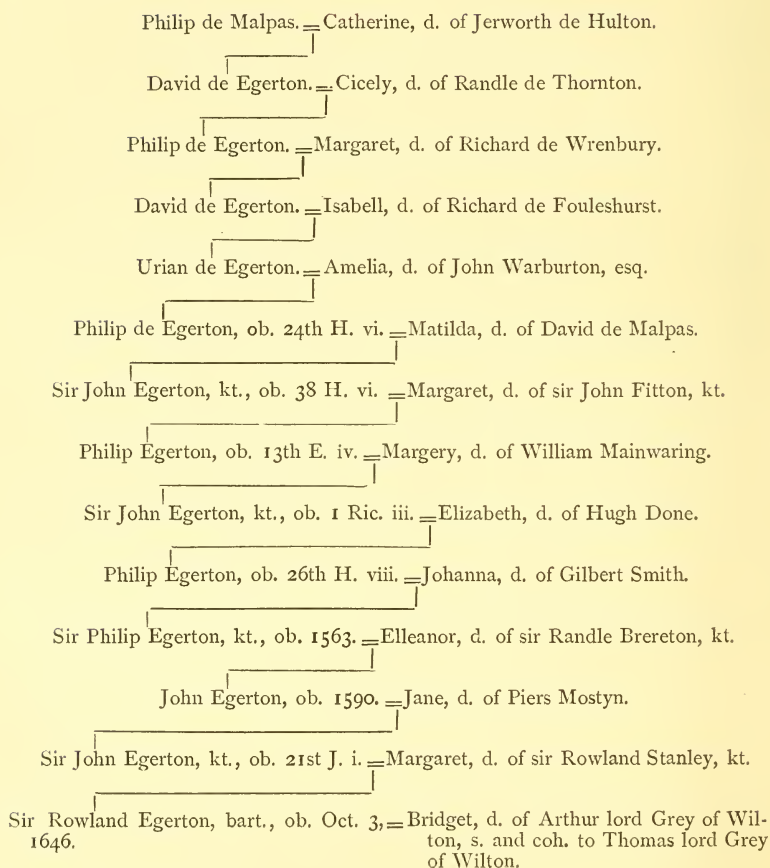 Philip de Malpas. = Catherine, d. of Jerworth de Hulton.
David de Egerton. = Cicely, d. of Randle de Thornton.
Philip de Egerton. = Margaret, d. of Richard de Wrenbury.
David de Egerton. = Isabell, d. of Richard de Fouleshurst.
Urian de Egerton. = Amelia, d. of John Warburton, esq.
Philip de Egerton, ob. 24th H. vi. = Matilda, d. of David de Malpas.
Sir John Egerton, kt., ob. 38 H. vi. = Margaret, d. of sir John Fitton, kt.
Philip Egerton, ob. 13th E. iv. = Margery, d. of William Mainwaring.
Sir John Egerton, kt., ob. 1 Ric. iii. = Elizabeth, d. of Hugh Done.
Philip Egerton, ob. 26th H. viii. = Johanna, d. of Gilbert Smith.
Sir Philip Egerton, kt., ob. 1563. = Elleanor, d. of sir Randle Brereton, kt.
John Egerton, ob. 1590. = Jane, d. of Piers Mostyn.
Sir John Egerton, kt., ob. 21st J. i. = Margaret, d. of sir Rowland Stanley, kt.
Sir Rowland Egerton, bart., ob. Oct. 3, = Bridget, d. of Arthur lord Grey of Wil-
1646. ton, s. and coh. to Thomas lord Grey
of Wilton.